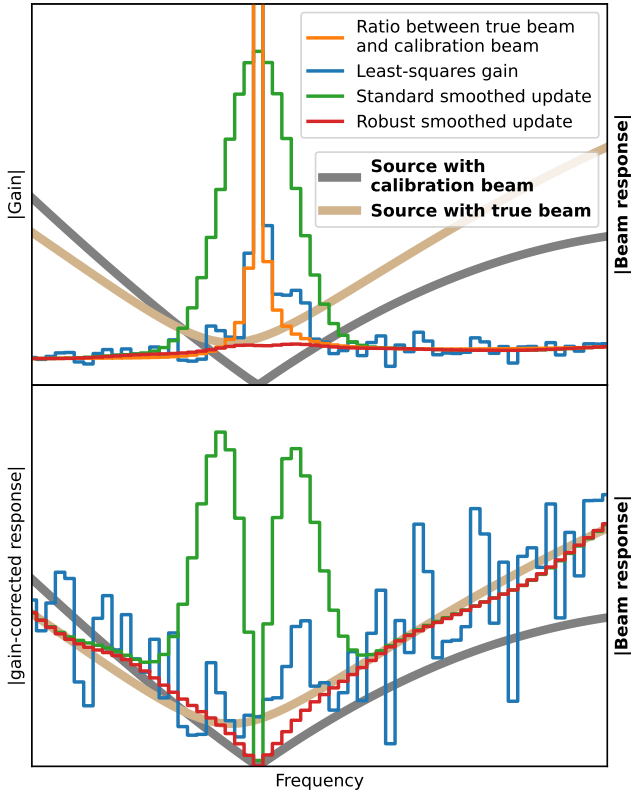 Ratio between true beam
and calibration beam
Least-squares gain
Standard smoothed update
Robust smoothed update
Source with
calibration beam
Source with true beam
|Gain|
|Beam response|
|gain-corrected response|
|Beam response|
Frequency